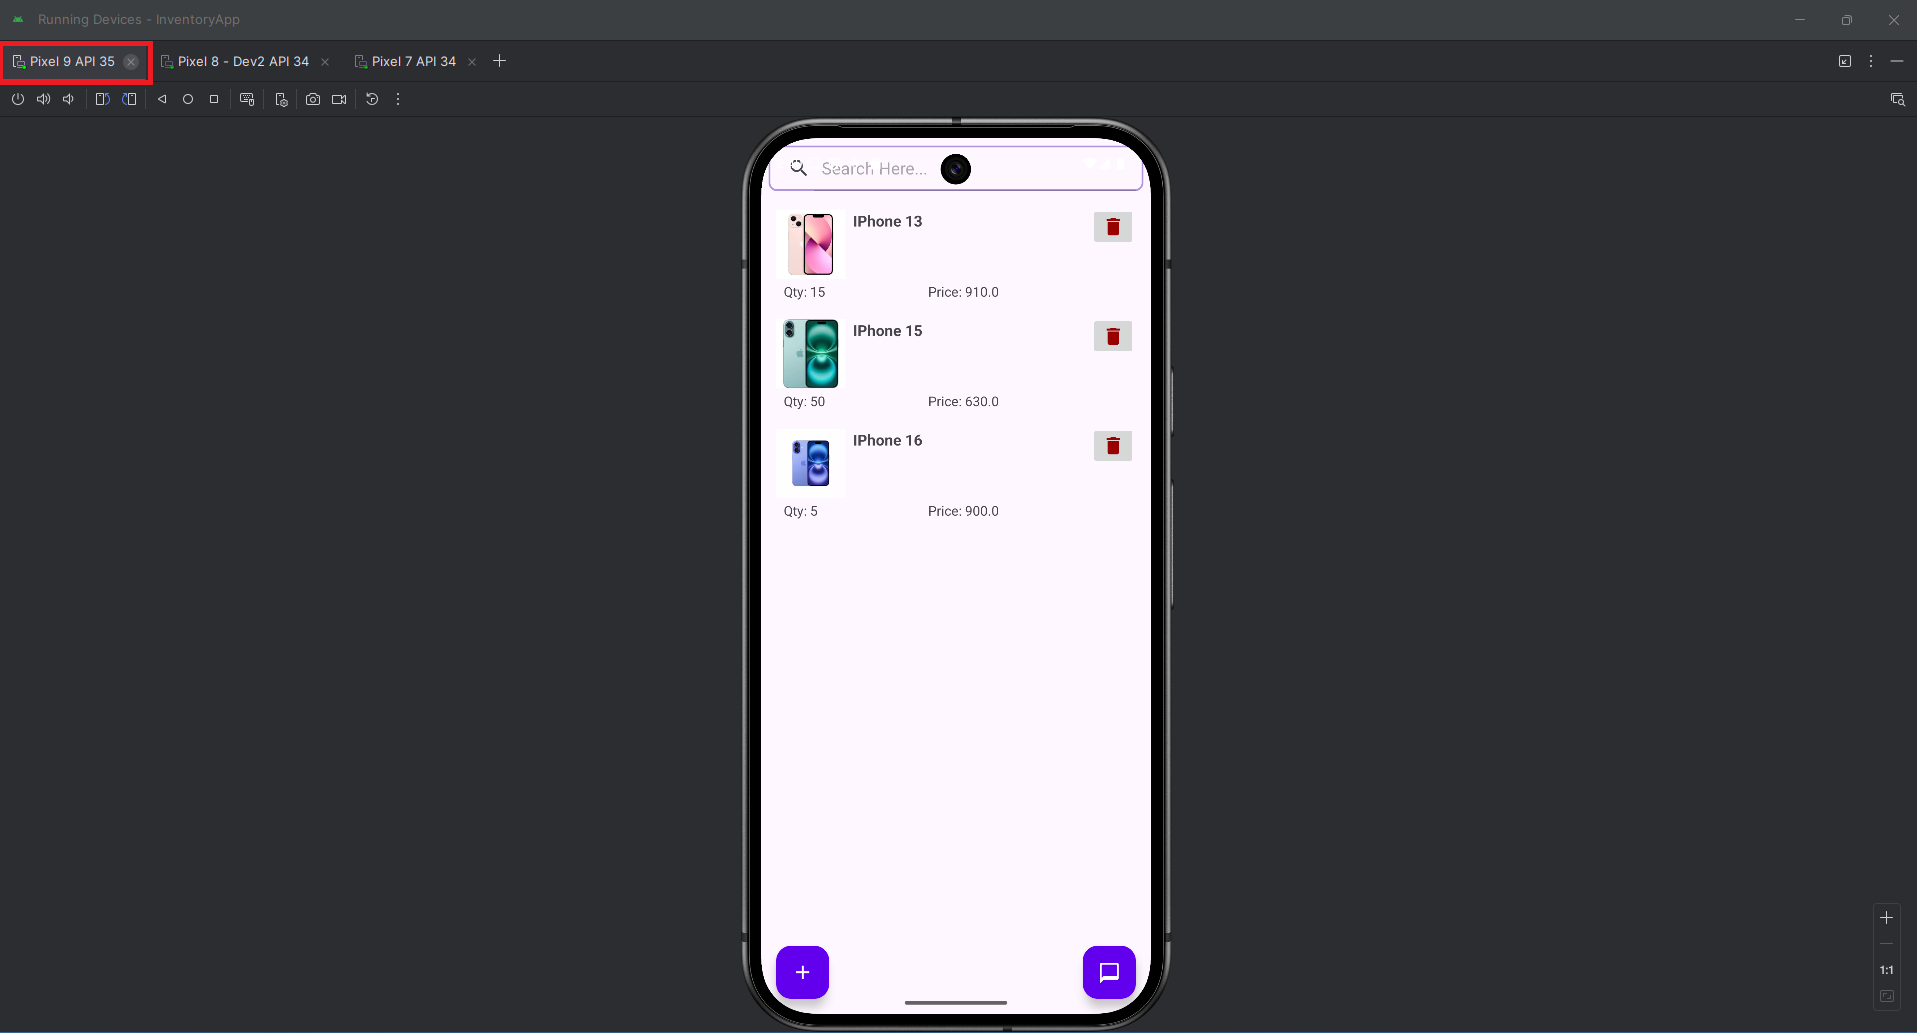 Running Devices - InventoryApp
Pixel 9 API 35
Pixel 8 - Dev2 API 34
Pixel 7 API 34
Search Here...
IPhone 13
Qty: 15
Price: 910.0
IPhone 15
Qty: 50
Price: 630.0
IPhone 16
Qty: 5
Price: 900.0
1:1